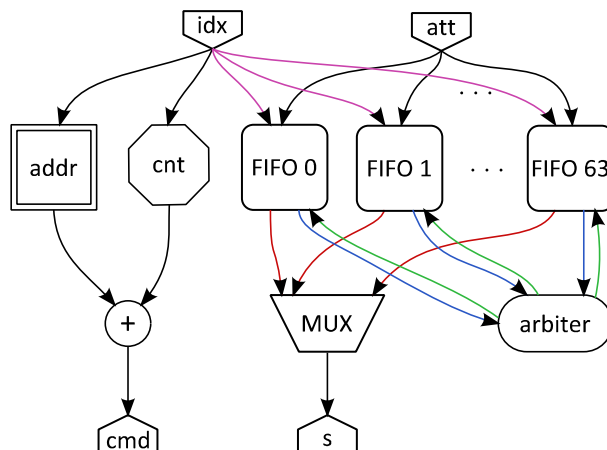 idx
att
. . .
addr
cnt
FIFO 0
FIFO 1
. . .
FIFO 63
+
MUX
arbiter
cmd
s